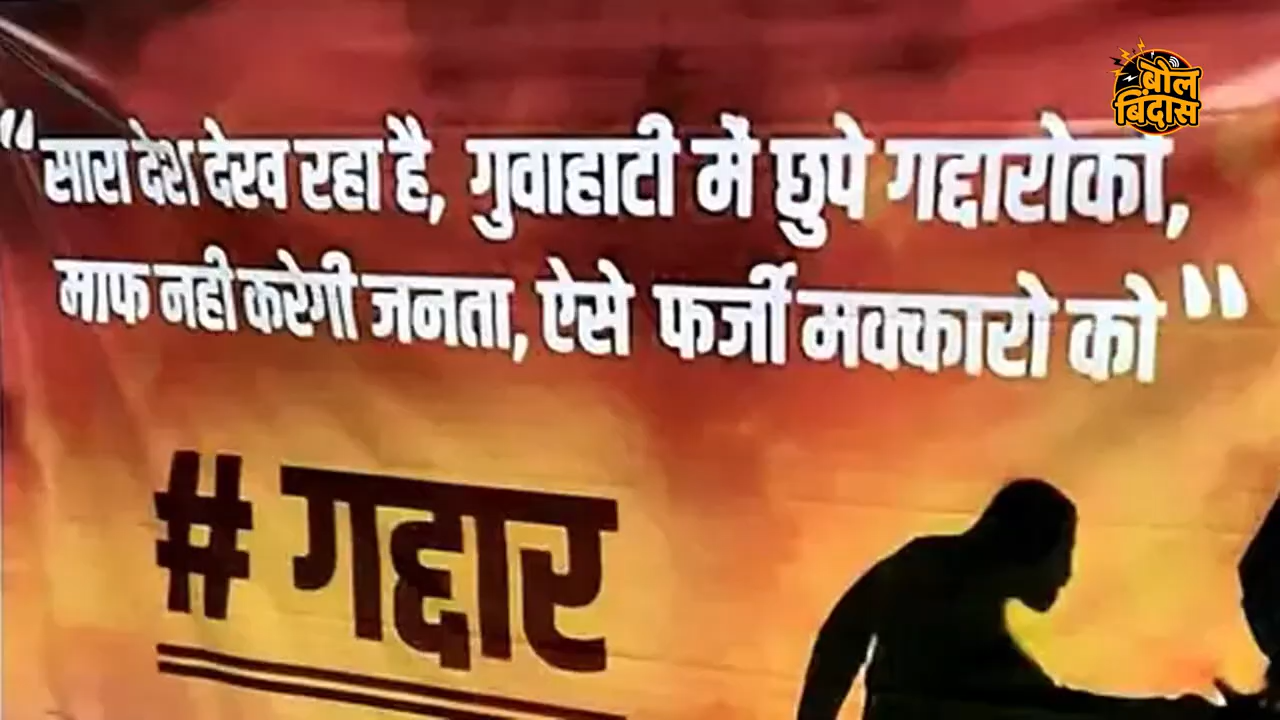 बोल
बिंदास
“सारा देश देख रहा है, गुवाहाटी में छुपे गद्दारोको,
माफ नही करेगी जनता, ऐसे फर्जी मक्कारो को"
# गद्दार